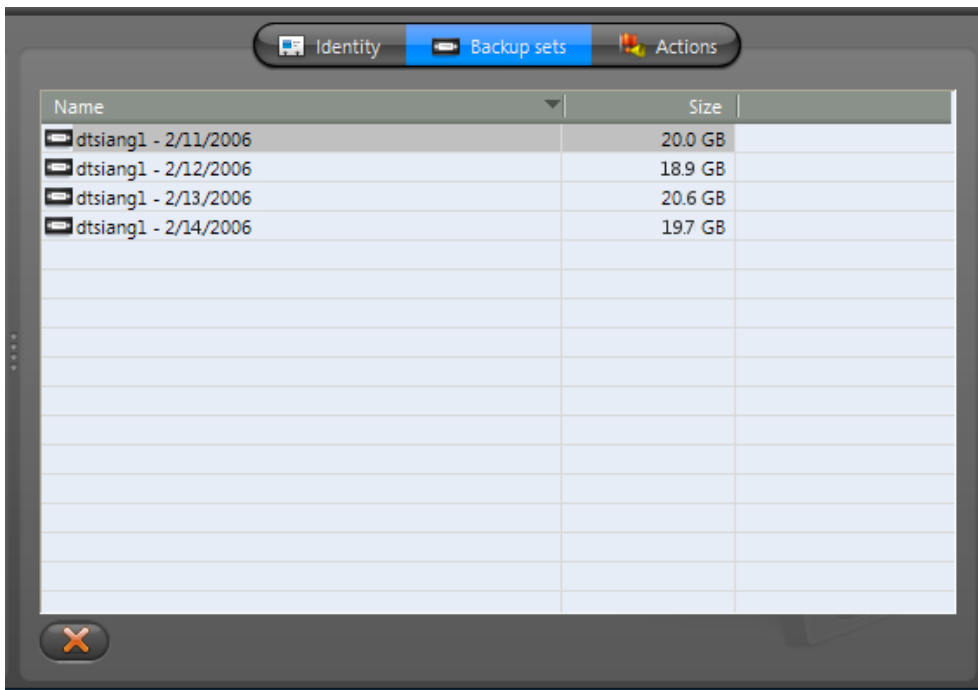 Identity Backup sets Actions
Name Size
dtsiang1 - 2/11/2006 20.0 GB
dtsiang1 - 2/12/2006 18.9 GB
dtsiang1 - 2/13/2006 20.6 GB
dtsiang1 - 2/14/2006 19.7 GB